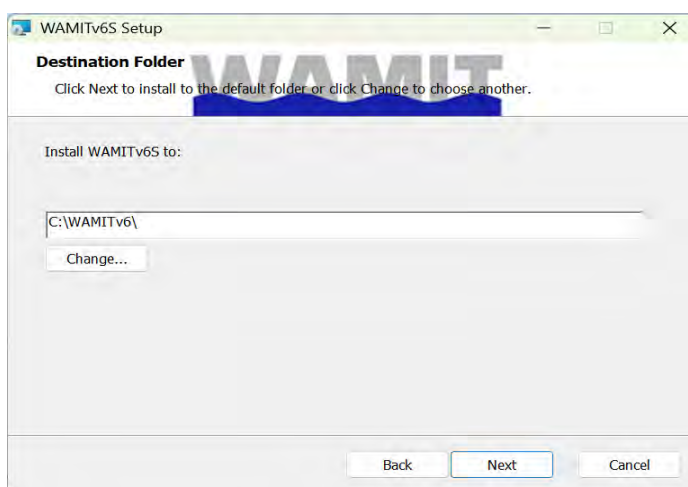 WAMITv6S Setup
WAMIT
Destination Folder
Click Next to install to the default folder or click Change to choose another.
Install WAMITv6S to:
C:\WAMITv6\
Change...
Back Next Cancel